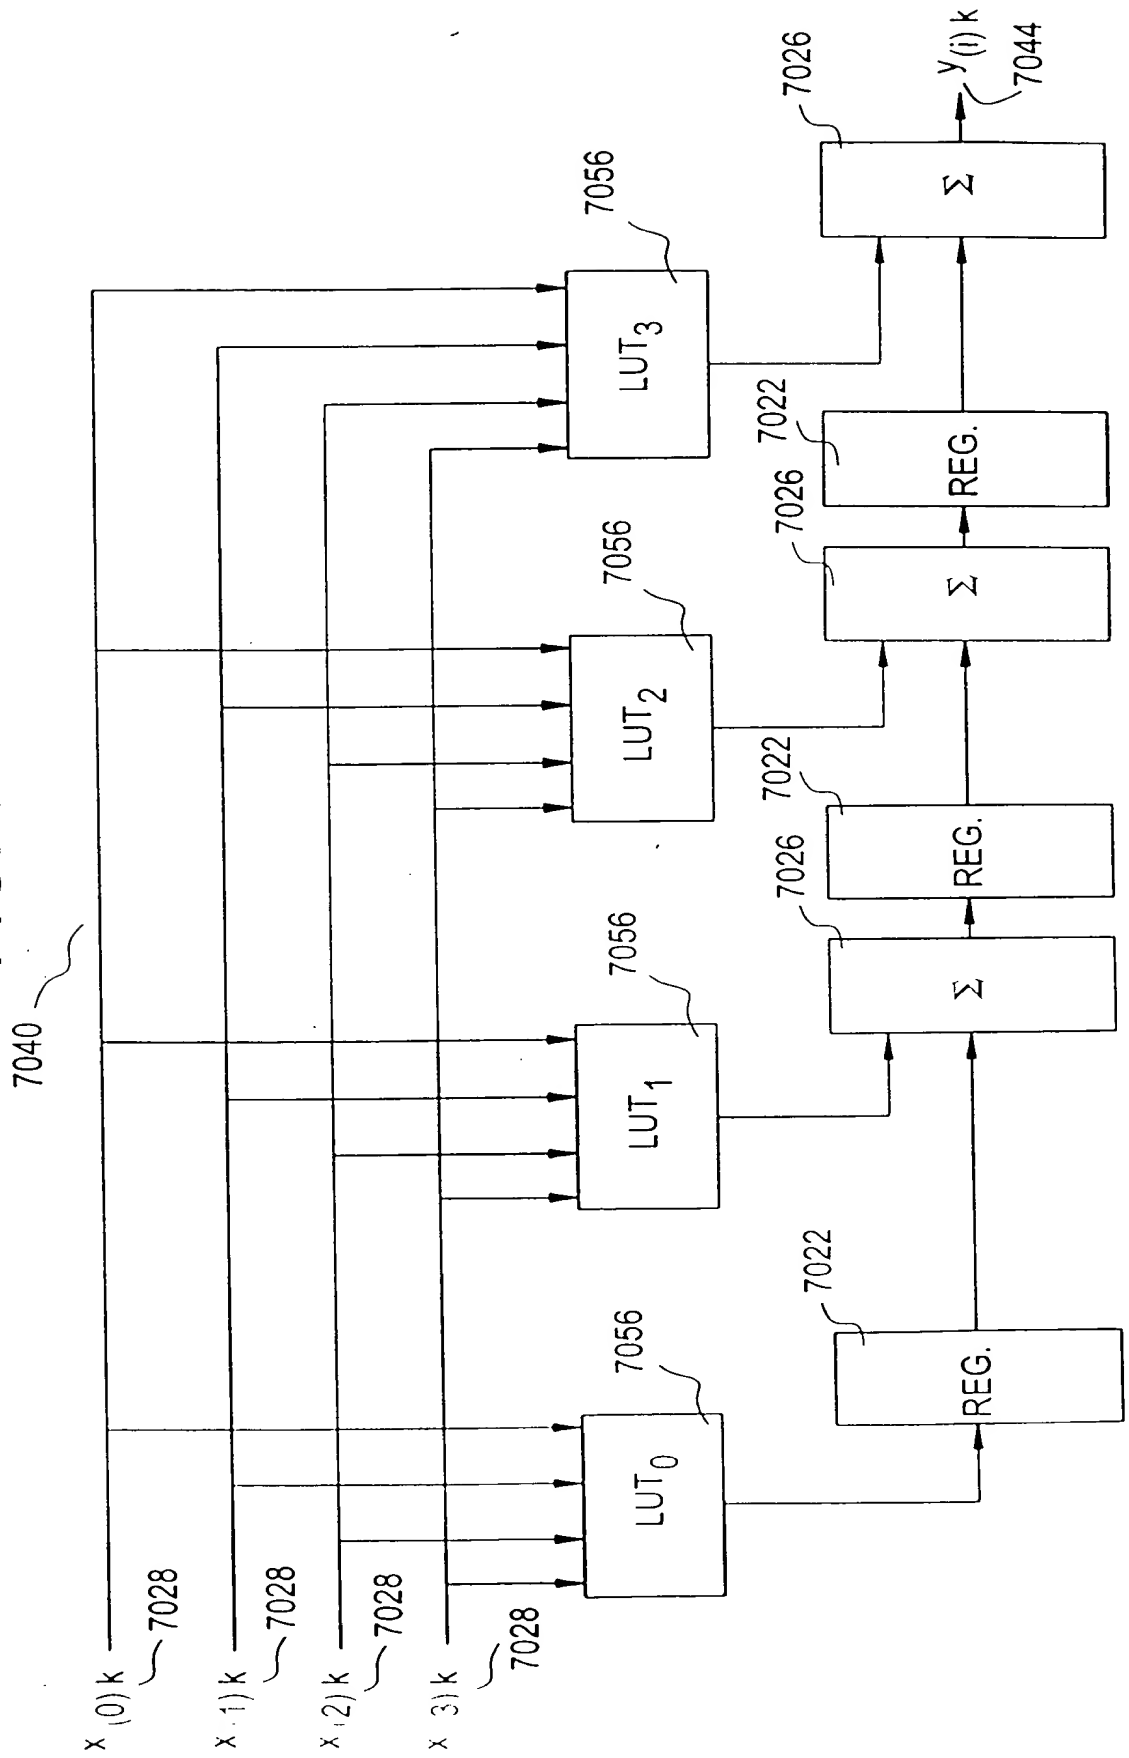 7040
x (0) k
7028
x 1) k
7028
x (2) k
7028
x 3) k
7028
LUT0
7056
LUT1
7056
LUT2
7056
LUT3
7056
REG.
7022
Σ
7026
REG.
7022
Σ
7026
REG.
7022
Σ
7026
y(i) k
7044